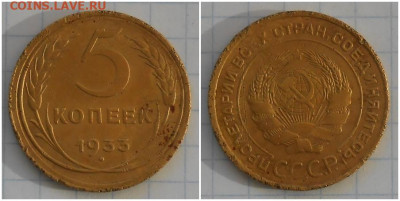 COINS.LAVE.RU
5
КОПЕЕК
1933
ПРОЛЕТАРИИ ВСЕХ СТРАН, СОЕДИНЯЙТЕСЬ!
СССР